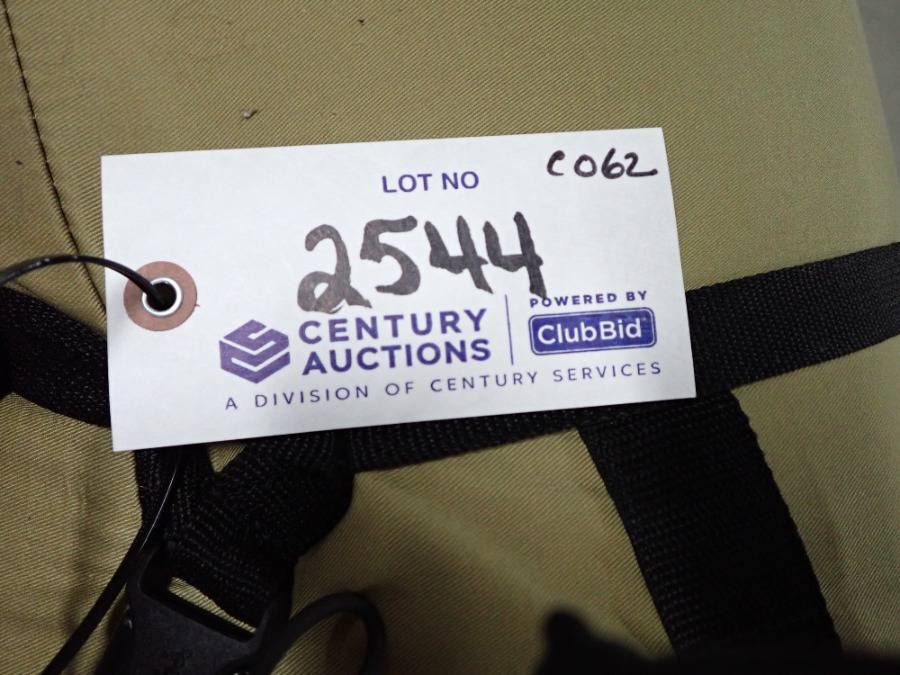 LOT NO
C062
2544
CENTURY
AUCTIONS
POWERED BY
ClubBid
A DIVISION OF CENTURY SERVICES